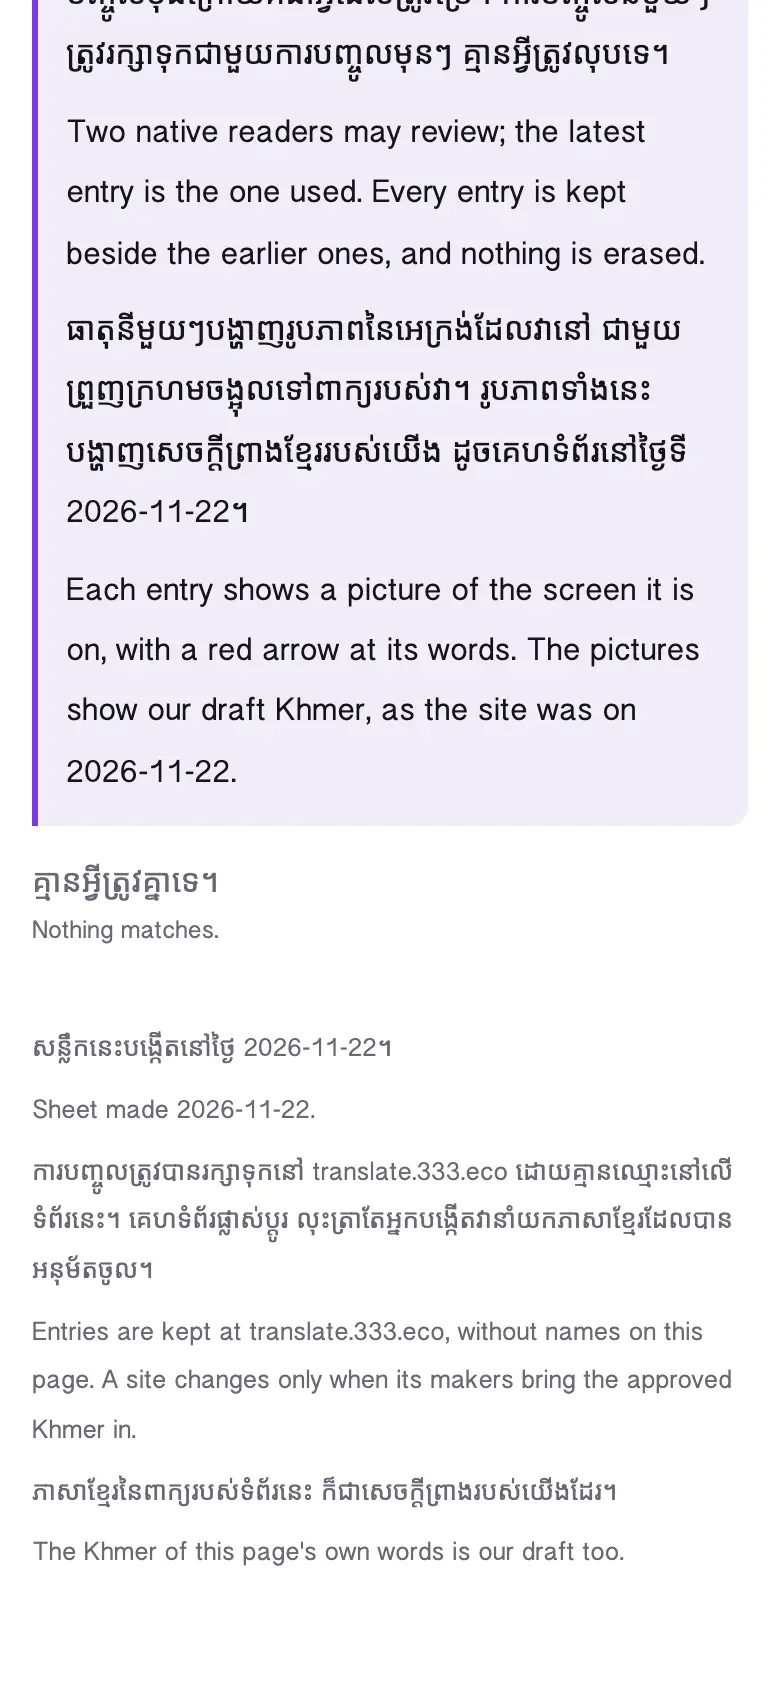 ត្រូវរក្សាទុកជាមួយការបញ្ចូលមុនៗ គ្មានអ្វីត្រូវលុបទេ។
Two native readers may review; the latest
entry is the one used. Every entry is kept
beside the earlier ones, and nothing is erased.
ធាតុនីមួយៗបង្ហាញរូបភាពនៃអេក្រង់ដែលវានៅ ជាមួយ
ព្រួញក្រហមចង្អុលទៅពាក្យរបស់វា។ រូបភាពទាំងនេះ
បង្ហាញសេចក្តីព្រាងខ្មែររបស់យើង ដូចគេហទំព័រនៅថ្ងៃទី
2026-11-22។
Each entry shows a picture of the screen it is
on, with a red arrow at its words. The pictures
show our draft Khmer, as the site was on
2026-11-22.
គ្មានអ្វីត្រូវគ្នាទេ។
Nothing matches.
សន្លឹកនេះបង្កើតនៅថ្ងៃ 2026-11-22។
Sheet made 2026-11-22.
ការបញ្ចូលត្រូវបានរក្សាទុកនៅ translate.333.eco ដោយគ្មានឈ្មោះនៅលើ
ទំព័រនេះ។ គេហទំព័រផ្លាស់ប្តូរ លុះត្រាតែអ្នកបង្កើតវានាំយកភាសាខ្មែរដែលបាន
អនុម័តចូល។
Entries are kept at translate.333.eco, without names on this
page. A site changes only when its makers bring the approved
Khmer in.
ភាសាខ្មែរនៃពាក្យរបស់ទំព័រនេះ ក៏ជាសេចក្តីព្រាងរបស់យើងដែរ។
The Khmer of this page's own words is our draft too.